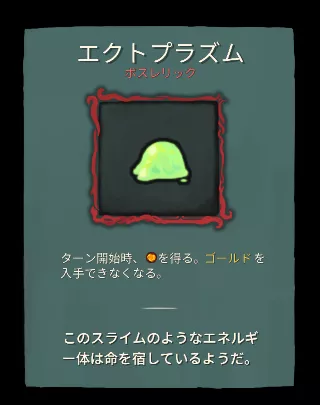 エクトプラズム
ボスレリック
ターン開始時、を得る。ゴールドを
入手できなくなる。
このスライムのようなエネルギ
一体は命を宿しているようだ。